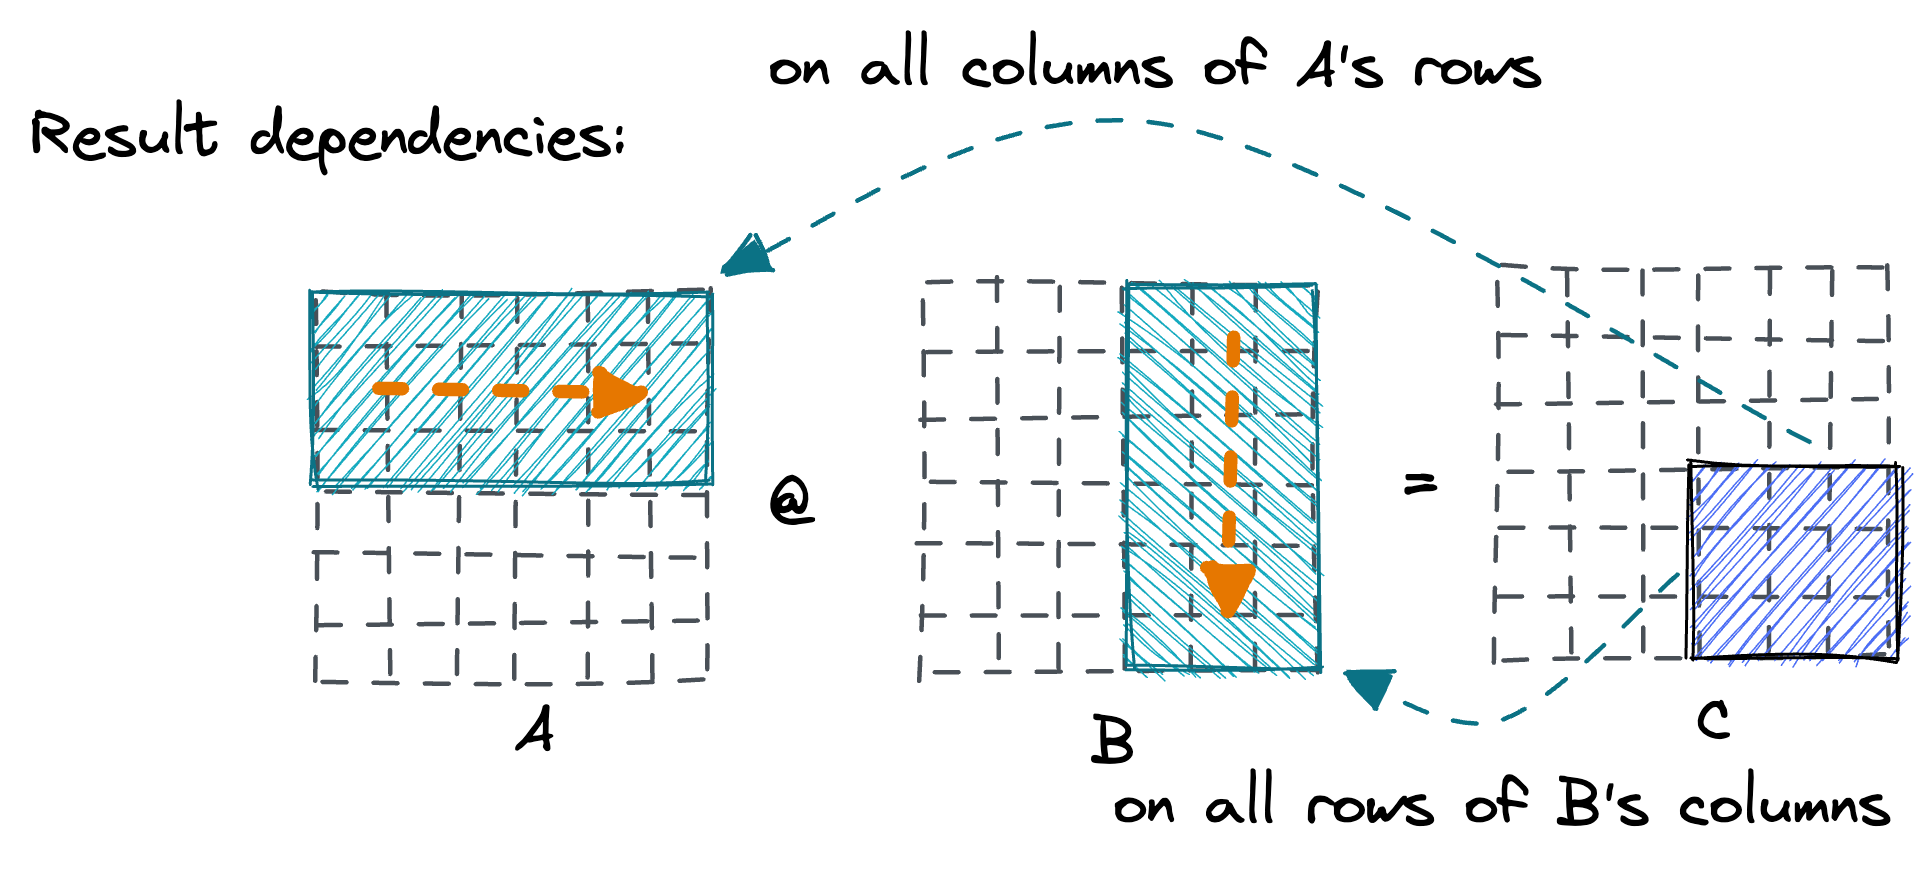 on all columns of A's rows
Result dependencies:
@
=
A
B
C
on all rows of B's columns